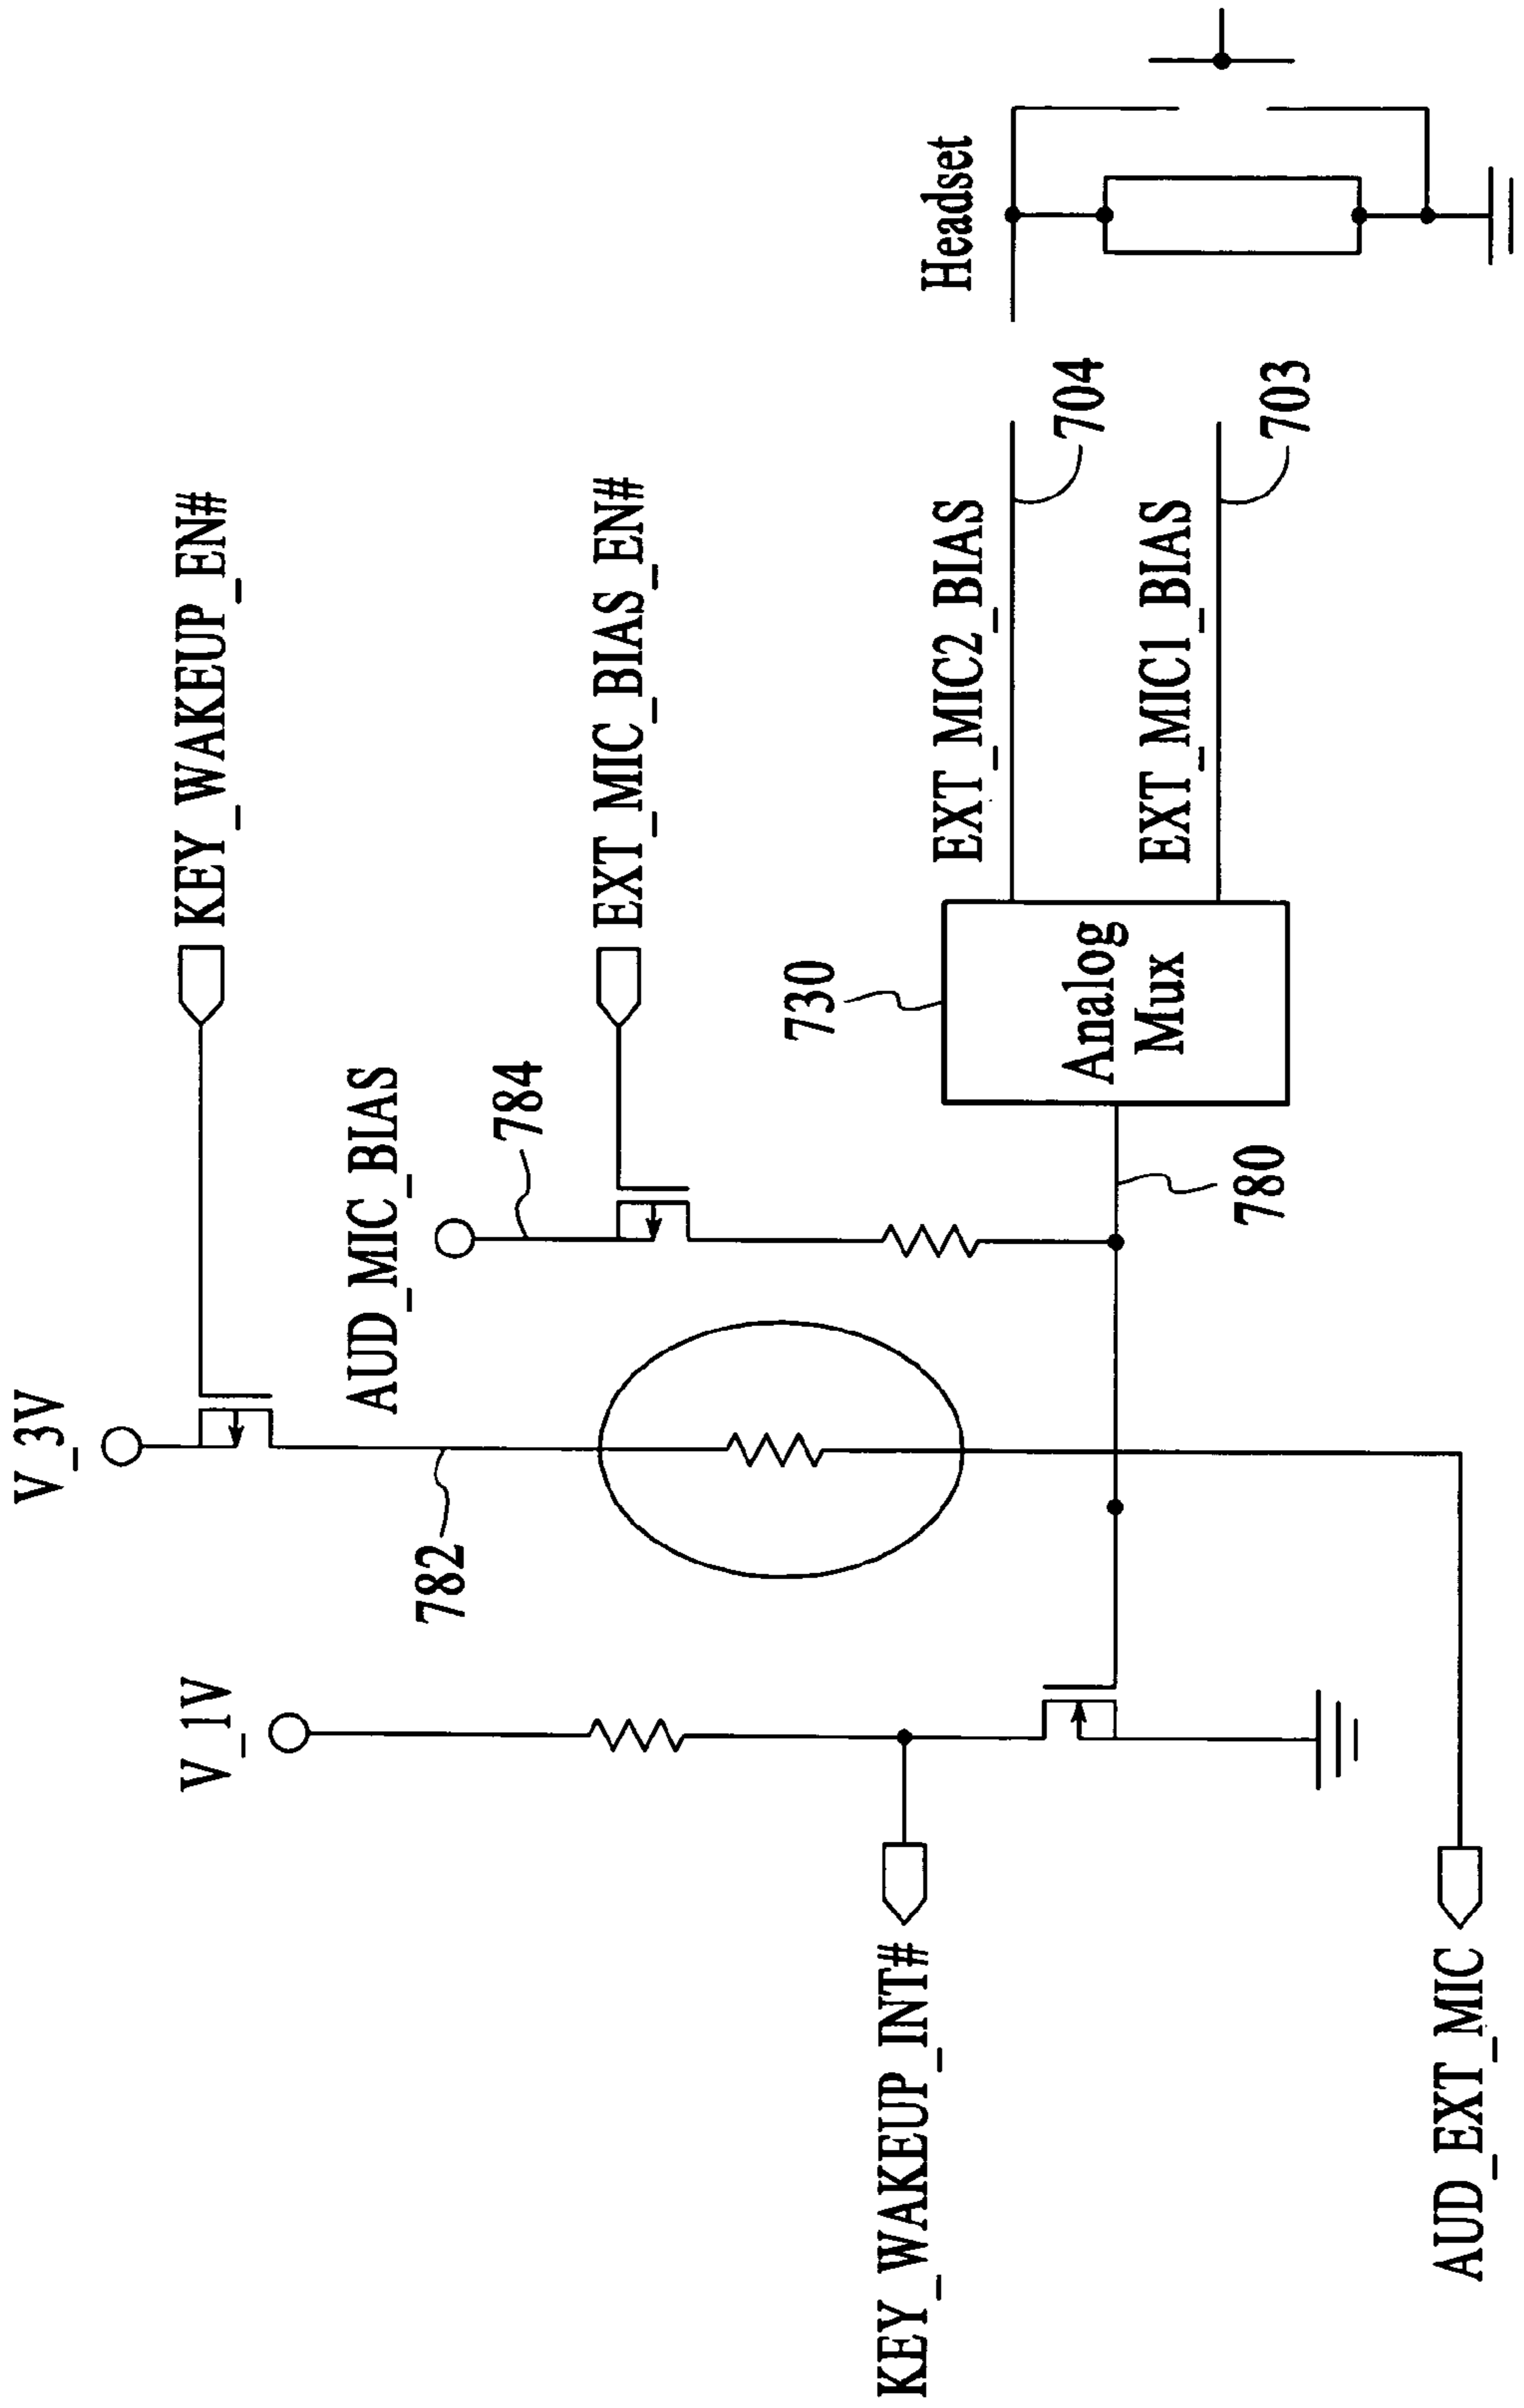 V_3V
KEY_WAKEUP_EN#
V_1V
AUD_MIC_BIAS
782
784
EXT_MIC_BIAS_EN#
730
KEY_WAKEUP_INT#
EXT_MIC2_BIAS
Headset
Analog
Mux
704
780
EXT_MIC1_BIAS
703
AUD_EXT_MIC